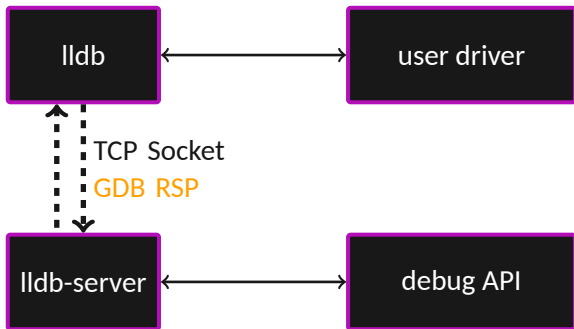 lldb
user driver
TCP Socket
GDB RSP
lldb-server
debug API